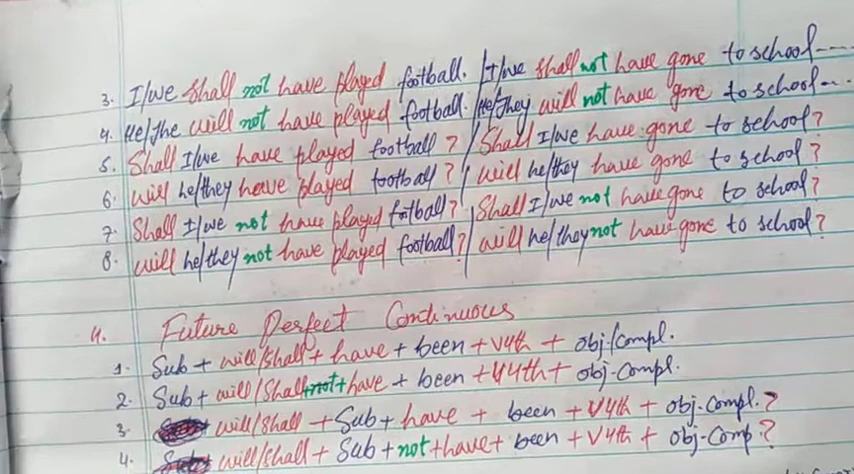 3. I/we shall not have played football. / I/we shall not have gone to school----
4. He/the will not have played football. / He/they will not have gone to school--.
5. Shall I/we have played football? / Shall I/we have gone to school?
6. will he/they have played football? / will he/they have gone to school?
7. Shall I/we not have played football? / Shall I/we not have gone to school?
8. will he/they not have played football? / will he/they not have gone to school?
4. Future Perfect Continuous
1. Sub + will/shall + have + been + V4th + obj/compl.
2. Sub + will/shall + not + have + been + V4th + obj-compl.
3. will/shall + Sub + have + been + V4th + obj-compl.?
4. will/shall + Sub + not + have + been + V4th + obj-Comp?